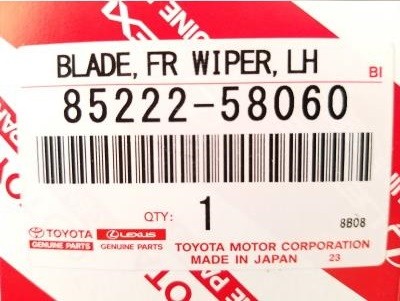 BLADE, FR WIPER, LH
BI
85222-58060
QTY: 1
8B08
TOYOTA LEXUS
GENUINE PARTS GENUINE PARTS
TOYOTA MOTOR CORPORATION
MADE IN JAPAN 23